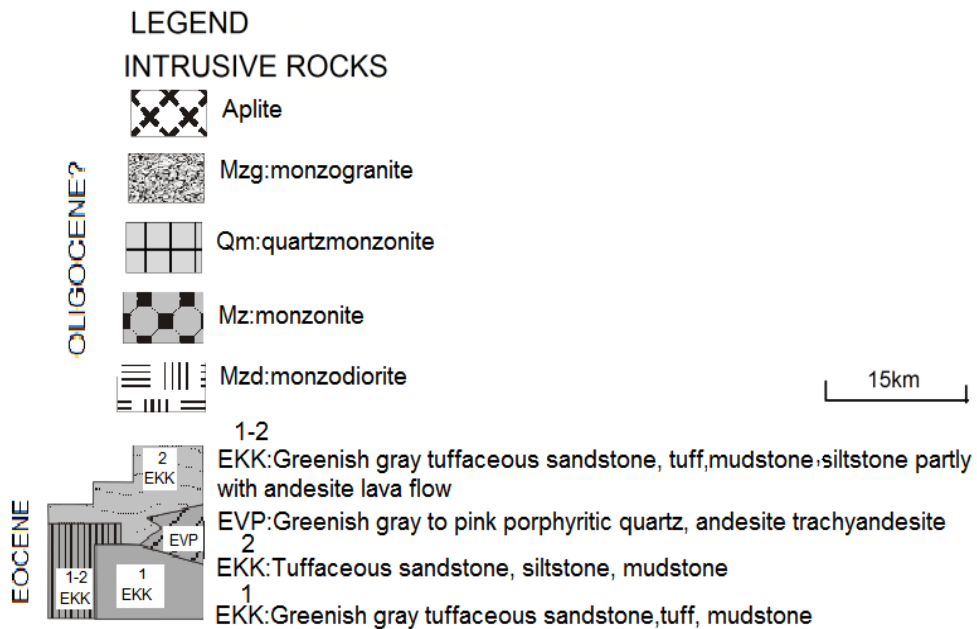 LEGEND
INTRUSIVE ROCKS
Aplite
OLIGOCENE?
Mzg:monzogranite
Qm:quartzmonzonite
Mz:monzonite
Mzd:monzodiorite
15km
1-2
EKK:Greenish gray tuffaceous sandstone, tuff,mudstone,siltstone partly
with andesite lava flow
EVP:Greenish gray to pink porphyritic quartz, andesite trachyandesite
2
EKK:Tuffaceous sandstone, siltstone, mudstone
1
EKK:Greenish gray tuffaceous sandstone,tuff, mudstone
EOCENE
2
EKK
EVP
1-2
EKK
1
EKK